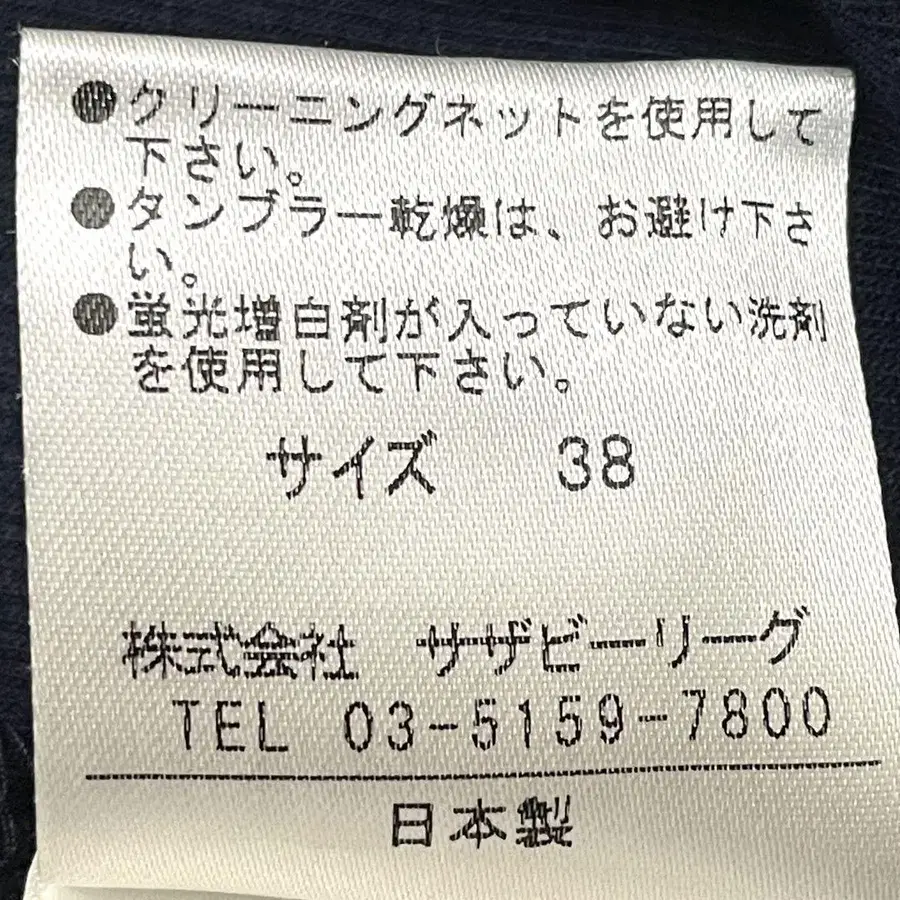 ●クリーニングネットを使用して
下さい。
●タンブラー乾燥は、お避け下さ
い。
●蛍光増白剤が入っていない洗剤
を使用して下さい。
サイズ 38
株式会社 サザビーリーグ
TEL 03-5159-7800
日本製